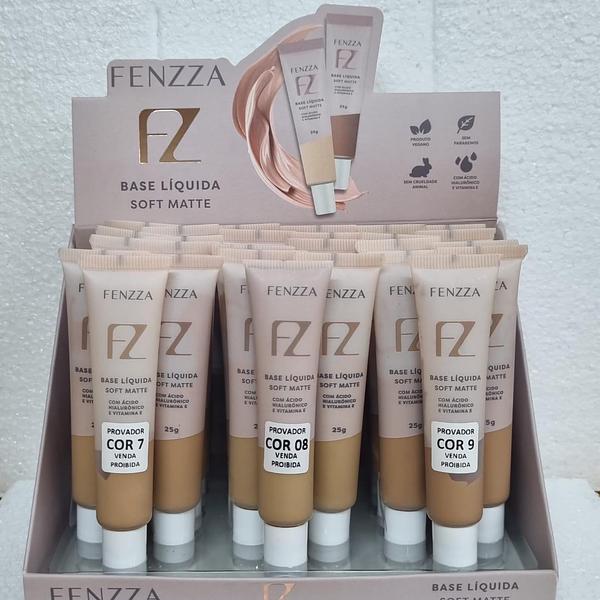 FENZZA
FZ
BASE LÍQUIDA
SOFT MATTE
FENZZA
FZ
BASE LÍQUIDA
SOFT MATTE
COM ÁCIDO
HIALURÔNICO
E VITAMINA E
25g
FENZZA
FZ
BASE LÍQUIDA
SOFT MATTE
COM ÁCIDO
HIALURÔNICO
E VITAMINA E
25g
PRODUTO
VEGANO
SEM
PARABENOS
SEM CRUELDADE
ANIMAL
COM ÁCIDO
HIALURÔNICO
E VITAMINA E
FENZZA
FZ
BASE LÍQUIDA
SOFT MATTE
COM ÁCIDO
HIALURÔNICO
E VITAMINA E
PROVADOR
COR 7
VENDA
PROIBIDA
25g
FENZZA
FZ
BASE LÍQUIDA
SOFT MATTE
COM ÁCIDO
HIALURÔNICO
E VITAMINA E
PROVADOR
COR 08
VENDA
PROIBIDA
FENZZA
BASE LÍQUIDA
SOFT MATTE
COM ÁCIDO
HIALURÔNICO
E VITAMINA E
25g
FENZZA
FZ
BASE LÍQUIDA
SOFT MATTE
COM ÁCIDO
HIALURÔNICO
E VITAMINA E
PROVADOR
COR 9
VENDA
PROIBIDA
FENZZA
FZ
BASE LÍQUIDA
SOFT MATTE